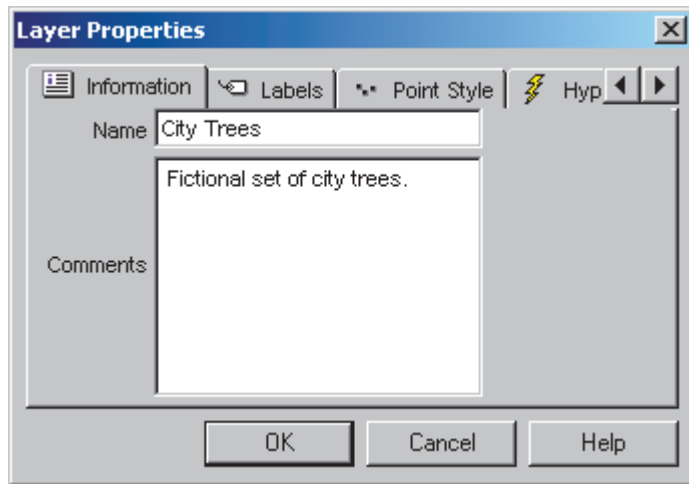 Layer Properties
Information Labels Point Style Hyp
Name City Trees
Fictional set of city trees.
Comments
OK Cancel Help